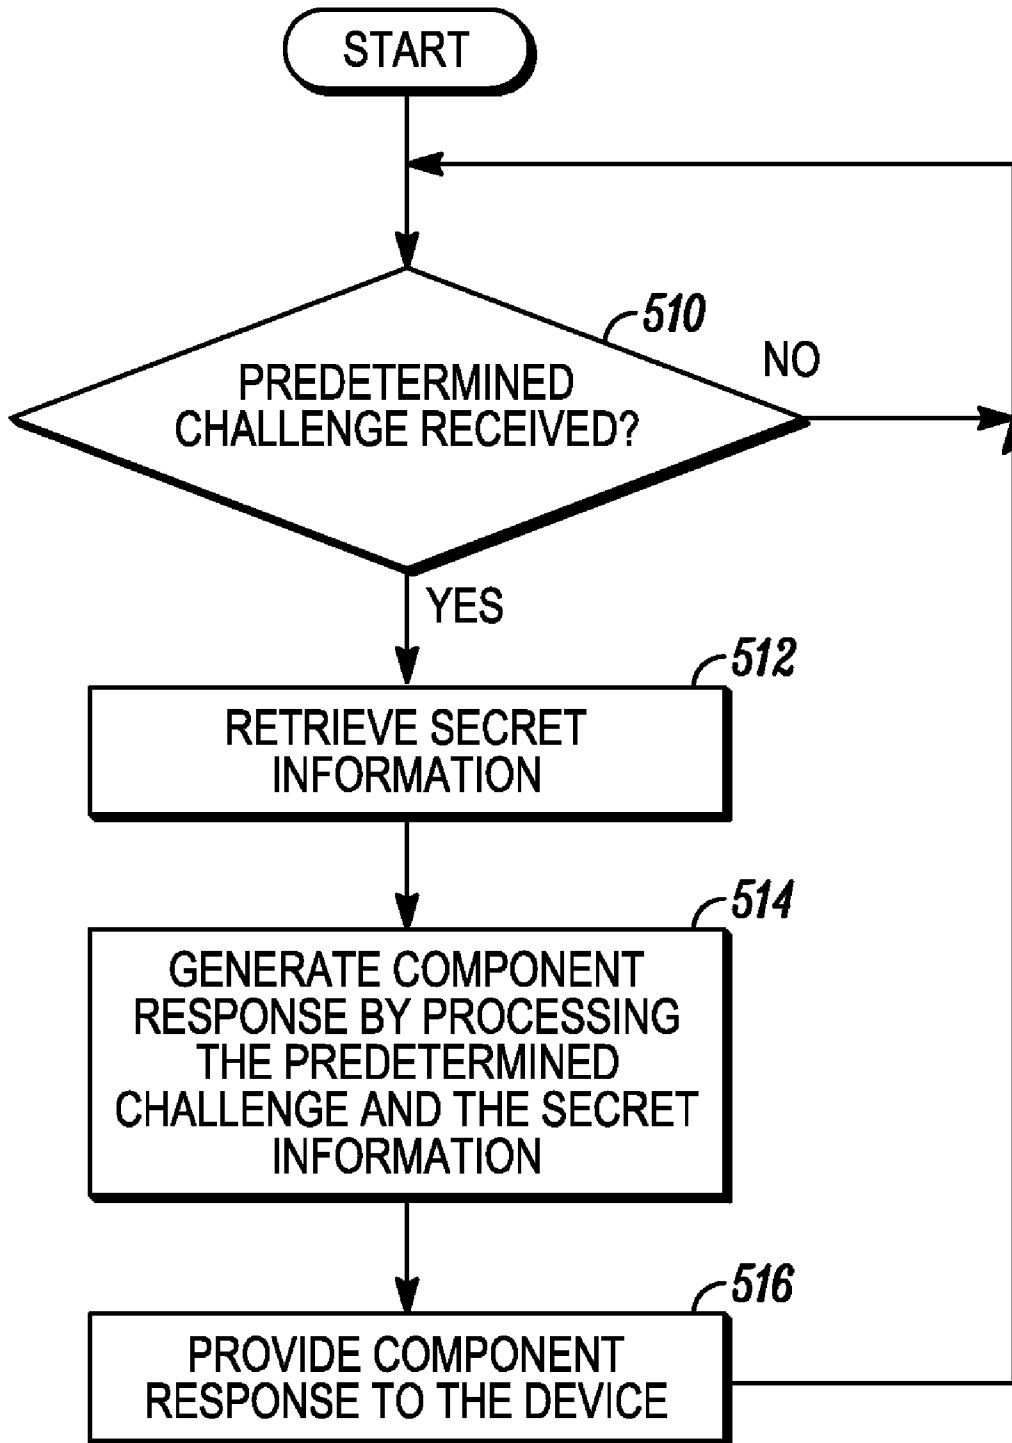 START
510
NO
PREDETERMINED
CHALLENGE RECEIVED?
YES
512
RETRIEVE SECRET
INFORMATION
514
GENERATE COMPONENT
RESPONSE BY PROCESSING
THE PREDETERMINED
CHALLENGE AND THE SECRET
INFORMATION
516
PROVIDE COMPONENT
RESPONSE TO THE DEVICE